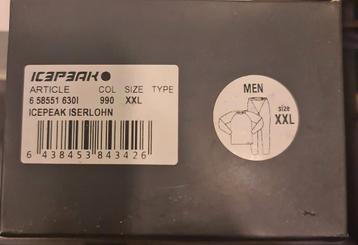 ICEPEAK
ARTICLE COL SIZE TYPE
6 58551 630I 990 XXL
ICEPEAK ISERLOHN
6 438453 843426
MEN
size
XXL